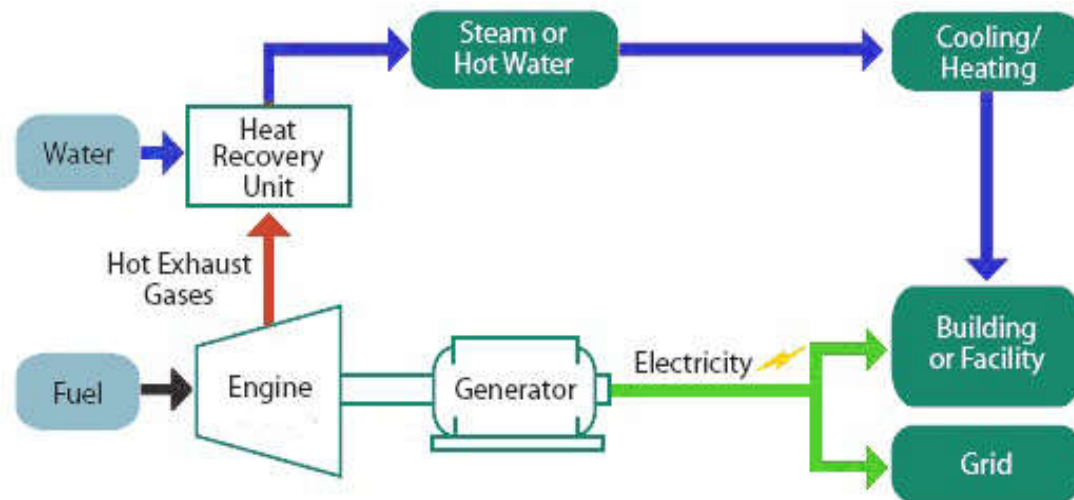 Steam or
Hot Water
Cooling/
Heating
Water
Heat
Recovery
Unit
Hot Exhaust
Gases
Fuel
Engine
Generator
Electricity
Building
or Facility
Grid